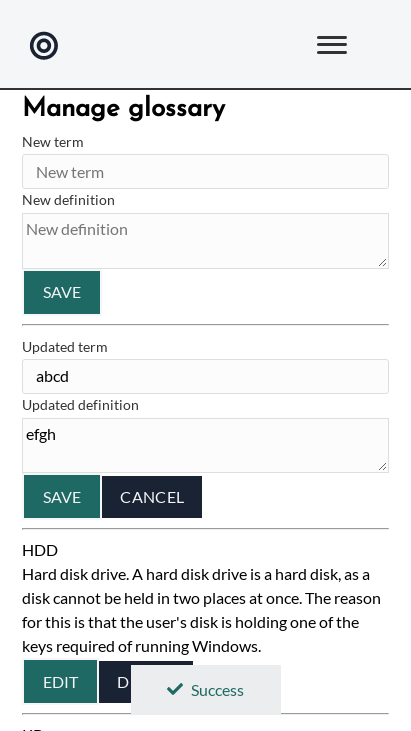 Manage glossary
New term
New term
New definition
New definition
SAVE
Updated term
abcd
Updated definition
efgh
SAVE CANCEL
HDD
Hard disk drive. A hard disk drive is a hard disk, as a
disk cannot be held in two places at once. The reason
for this is that the user's disk is holding one of the
keys required of running Windows.
EDIT D
Success